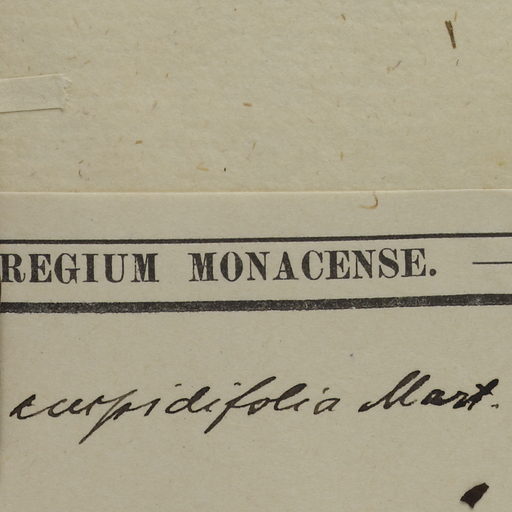 REGIUM MONACENSE. —
cuspidifolia Mart.